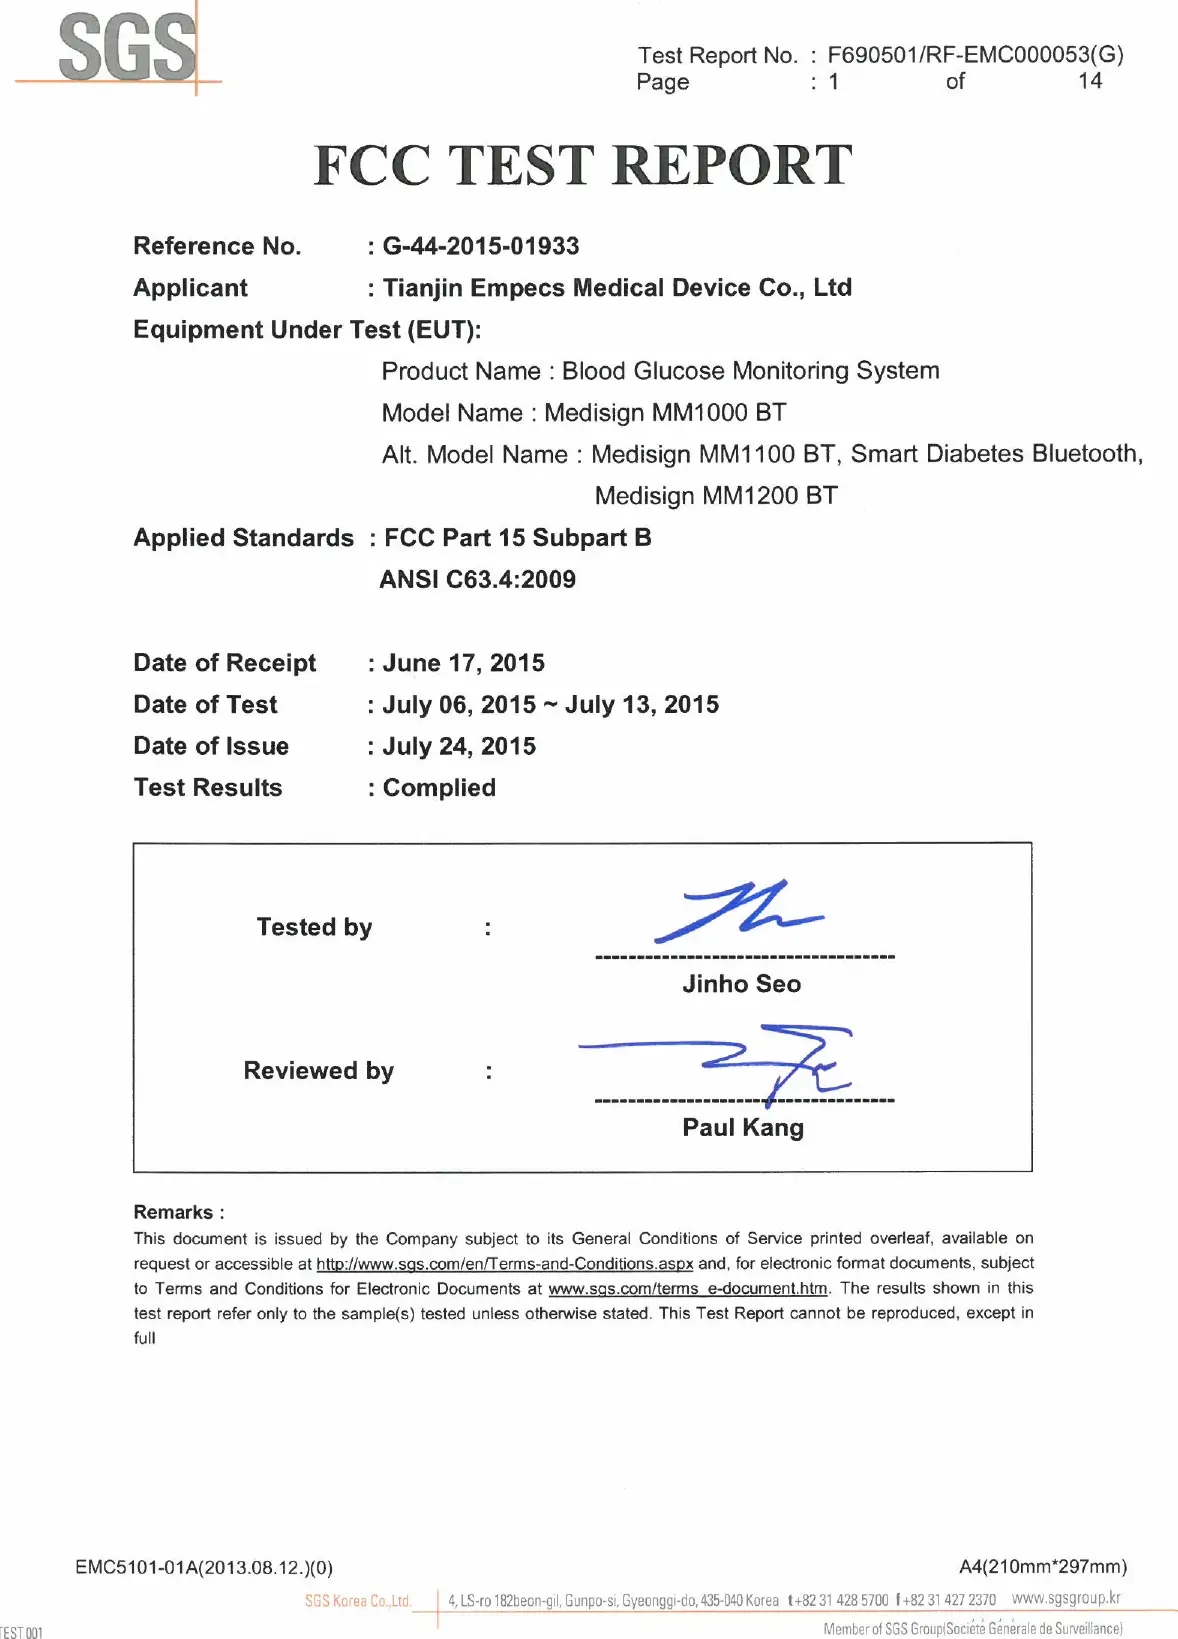 SGS
Test Report No. : F690501/RF-EMC000053(G)
Page : 1 of 14
FCC TEST REPORT
Reference No. : G-44-2015-01933
Applicant : Tianjin Empecs Medical Device Co., Ltd
Equipment Under Test (EUT):
Product Name : Blood Glucose Monitoring System
Model Name : Medisign MM1000 BT
Alt. Model Name : Medisign MM1100 BT, Smart Diabetes Bluetooth,
Medisign MM1200 BT
Applied Standards : FCC Part 15 Subpart B
ANSI C63.4:2009
Date of Receipt : June 17, 2015
Date of Test : July 06, 2015 ~ July 13, 2015
Date of Issue : July 24, 2015
Test Results : Complied
Tested by :
Jinho Seo
Reviewed by :
Paul Kang
Remarks :
This document is issued by the Company subject to its General Conditions of Service printed overleaf, available on
request or accessible at http://www.sgs.com/en/Terms-and-Conditions.aspx and, for electronic format documents, subject
to Terms and Conditions for Electronic Documents at www.sgs.com/terms_e-document.htm. The results shown in this
test report refer only to the sample(s) tested unless otherwise stated. This Test Report cannot be reproduced, except in
full
EMC5101-01A(2013.08.12.)(0) A4(210mm*297mm)
SGS Korea Co.,Ltd. 4, LS-ro 182beon-gil, Gunpo-si, Gyeonggi-do, 435-040 Korea t+82 31 428 5700 f+82 31 427 2370 www.sgsgroup.kr
Member of SGS Group(Société Générale de Surveillance)
TEST 001